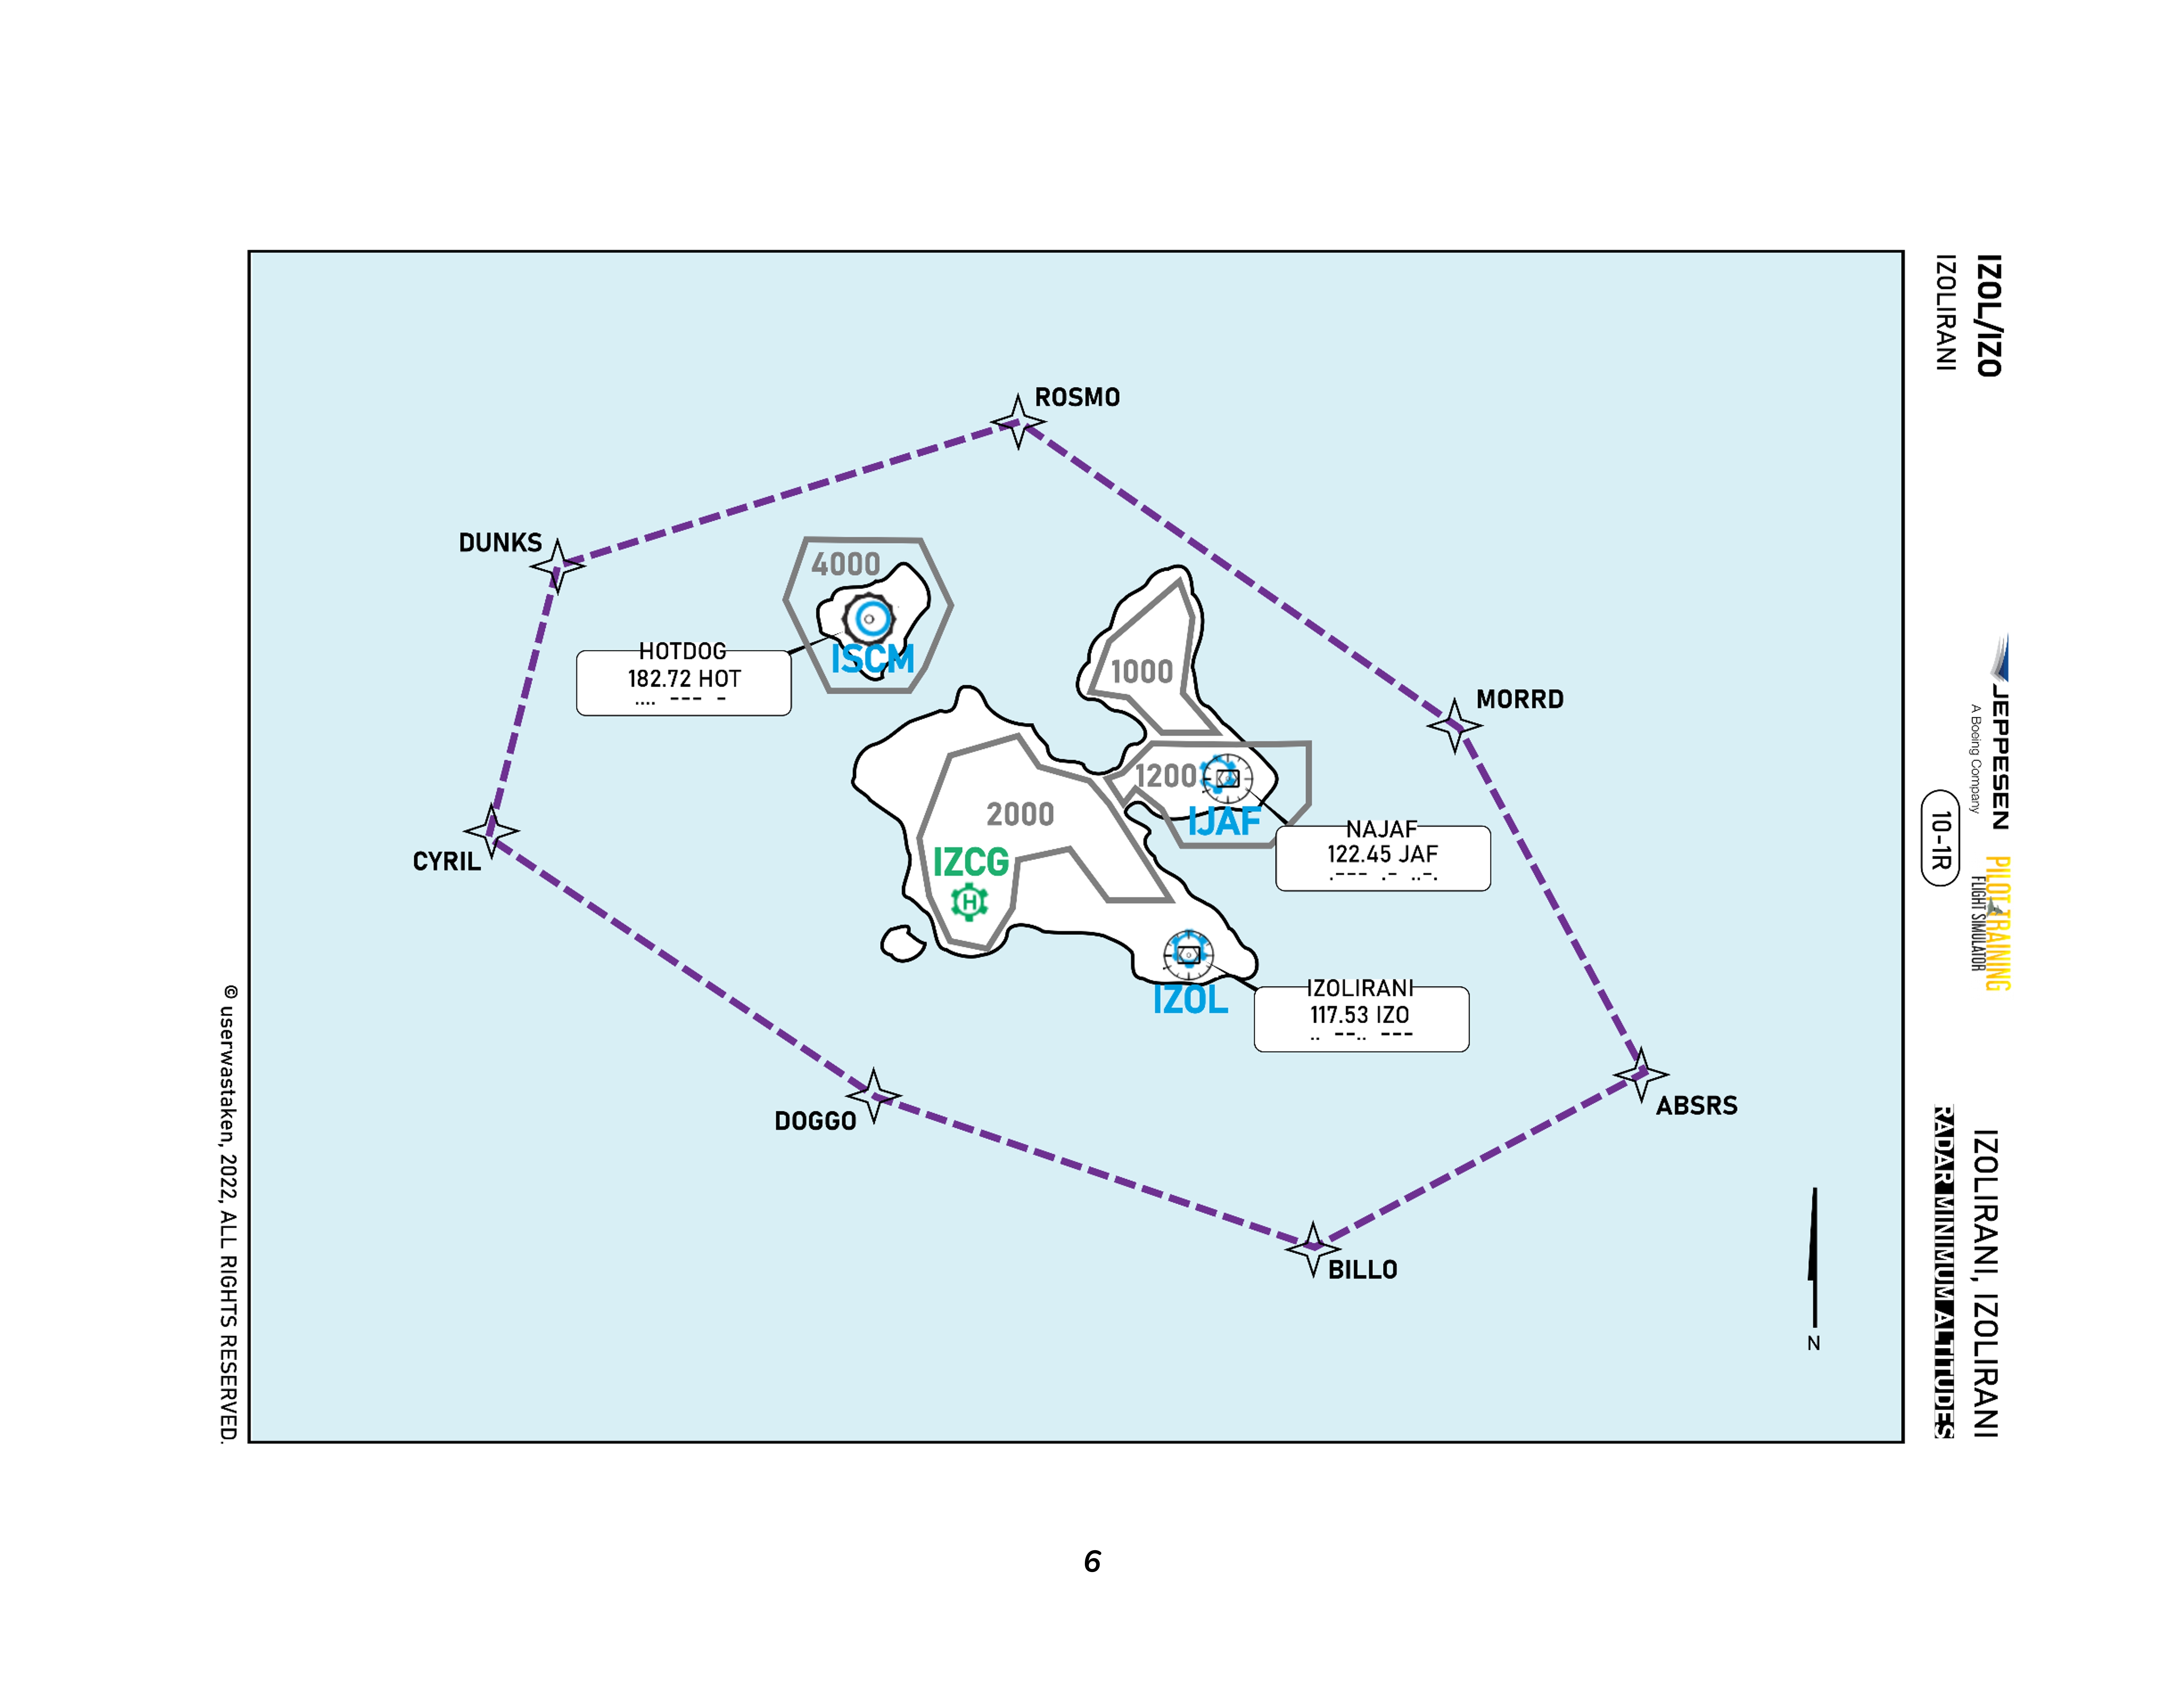 IZOL/IZO
IZOLIRANI
JEPPESEN
A Boeing Company
10-1R
PILOT TRAINING
FLIGHT SIMULATOR
IZOLIRANI, IZOLIRANI
RADAR MINIMUM ALTITUDES
ROSMO
DUNKS
4000
HOTDOG
182.72 HOT
.... --- -
ISCM
1000
MORRD
1200
IJAF
2000
NAJAF
122.45 JAF
.--- .- ..-.
CYRIL
IZCG
H
IZOL
IZOLIRANI
117.53 IZO
.. --.. ---
ABSRS
DOGGO
BILLO
N
© userwastaken, 2022, ALL RIGHTS RESERVED.
6